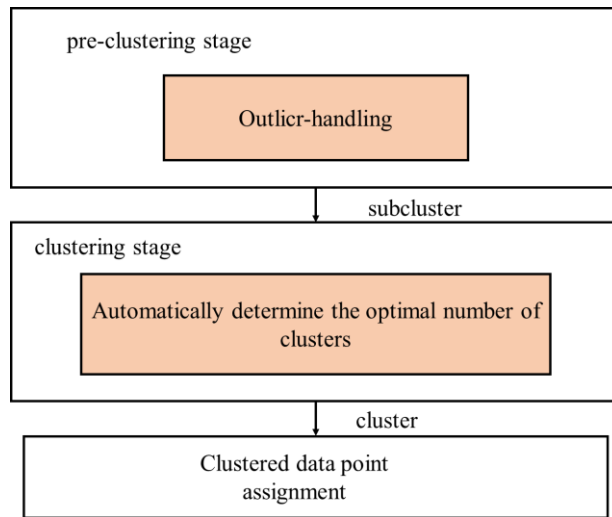 pre-clustering stage
Outlicr-handling
subcluster
clustering stage
Automatically determine the optimal number of
clusters
cluster
Clustered data point
assignment